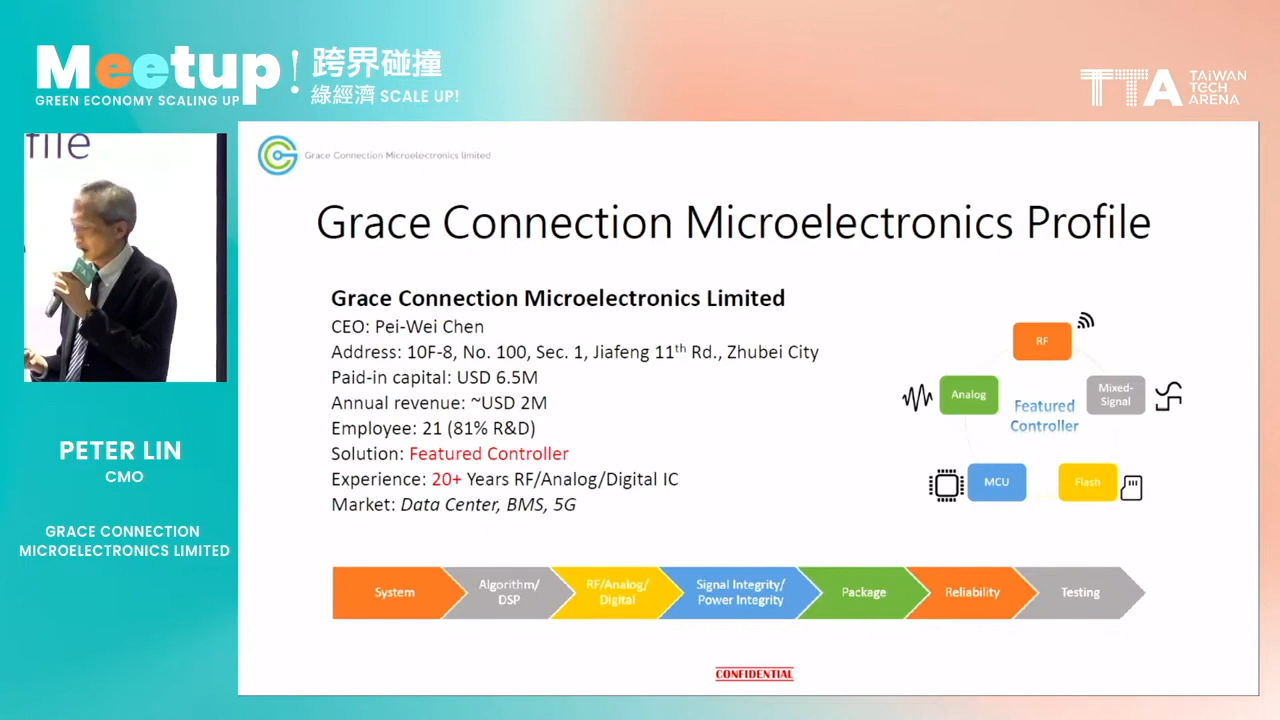 Meetup! 跨界碰撞
GREEN ECONOMY SCALING UP 綠經濟 SCALE UP!
TTA TAIWAN
TECH
ARENA
file
TTA
PETER LIN
CMO
GRACE CONNECTION
MICROELECTRONICS LIMITED
Grace Connection Microelectronics limited
Grace Connection Microelectronics Profile
Grace Connection Microelectronics Limited
CEO: Pei-Wei Chen
Address: 10F-8, No. 100, Sec. 1, Jiafeng 11th Rd., Zhubei City
Paid-in capital: USD 6.5M
Annual revenue: ~USD 2M
Employee: 21 (81% R&D)
Solution: Featured Controller
Experience: 20+ Years RF/Analog/Digital IC
Market: Data Center, BMS, 5G
RF
Analog
Mixed-
Signal
Featured
Controller
MCU
Flash
System
Algorithm/
DSP
RF/Analog/
Digital
Signal Integrity/
Power Integrity
Package
Reliability
Testing
CONFIDENTIAL